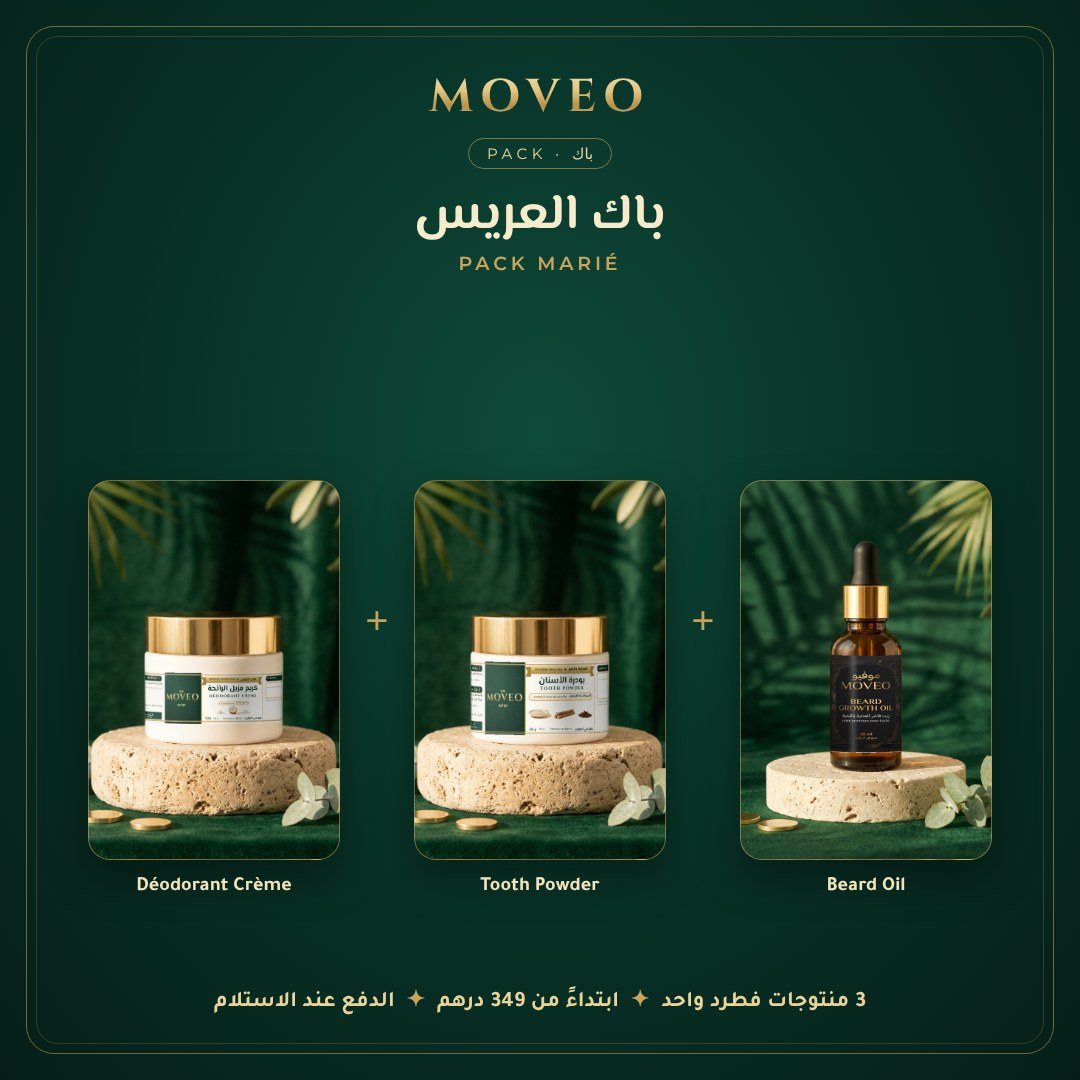 MOVEO
PACK · باك
باك العريس
PACK MARIÉ
MOVEO
كريم مزيل الرائحة
DÉODORANT CRÈME
MOVEO
بودرة الأسنان
TOOTH POWDER
موفيو
MOVEO
BEARD
GROWTH OIL
Déodorant Crème
Tooth Powder
Beard Oil
3 منتوجات فطرد واحد ✦ ابتداءً من 349 درهم ✦ الدفع عند الاستلام